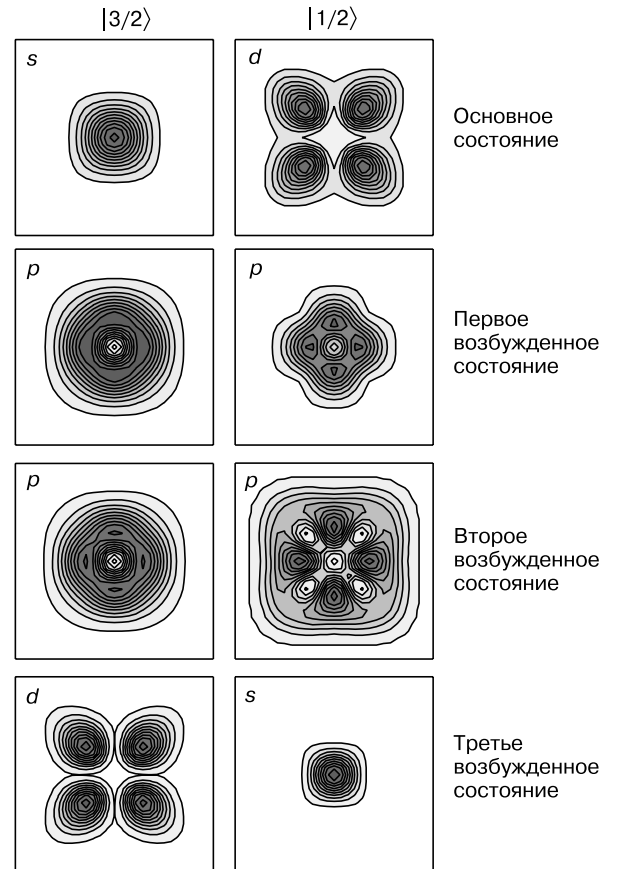 |3/2⟩ |1/2⟩
s d
Основное
состояние
p p
Первое
возбужденное
состояние
p p
Второе
возбужденное
состояние
d s
Третье
возбужденное
состояние